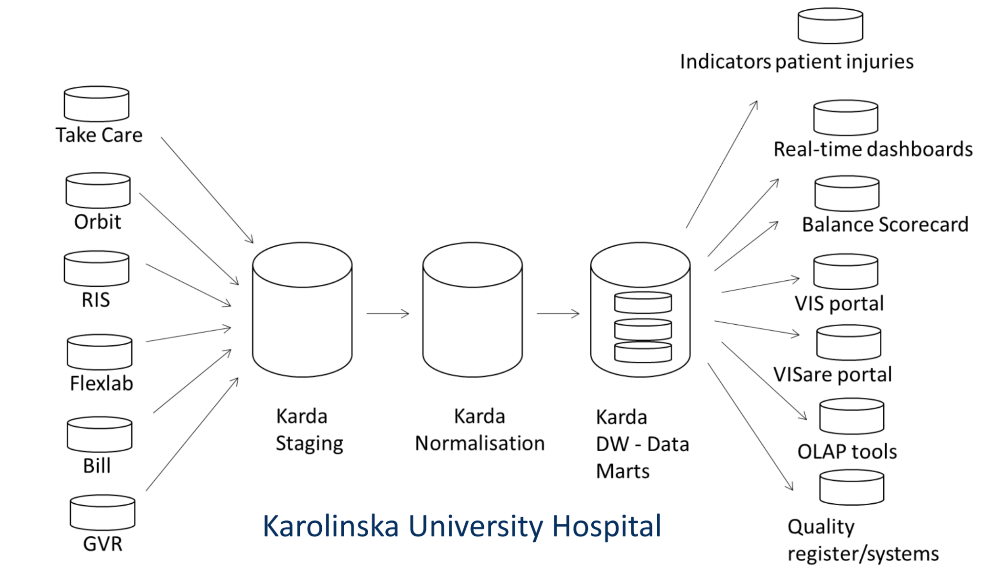 Take Care
Orbit
RIS
Flexlab
Bill
GVR
Karda
Staging
Karda
Normalisation
Karda
DW - Data
Marts
Indicators patient injuries
Real-time dashboards
Balance Scorecard
VIS portal
VISare portal
OLAP tools
Quality
register/systems
Karolinska University Hospital